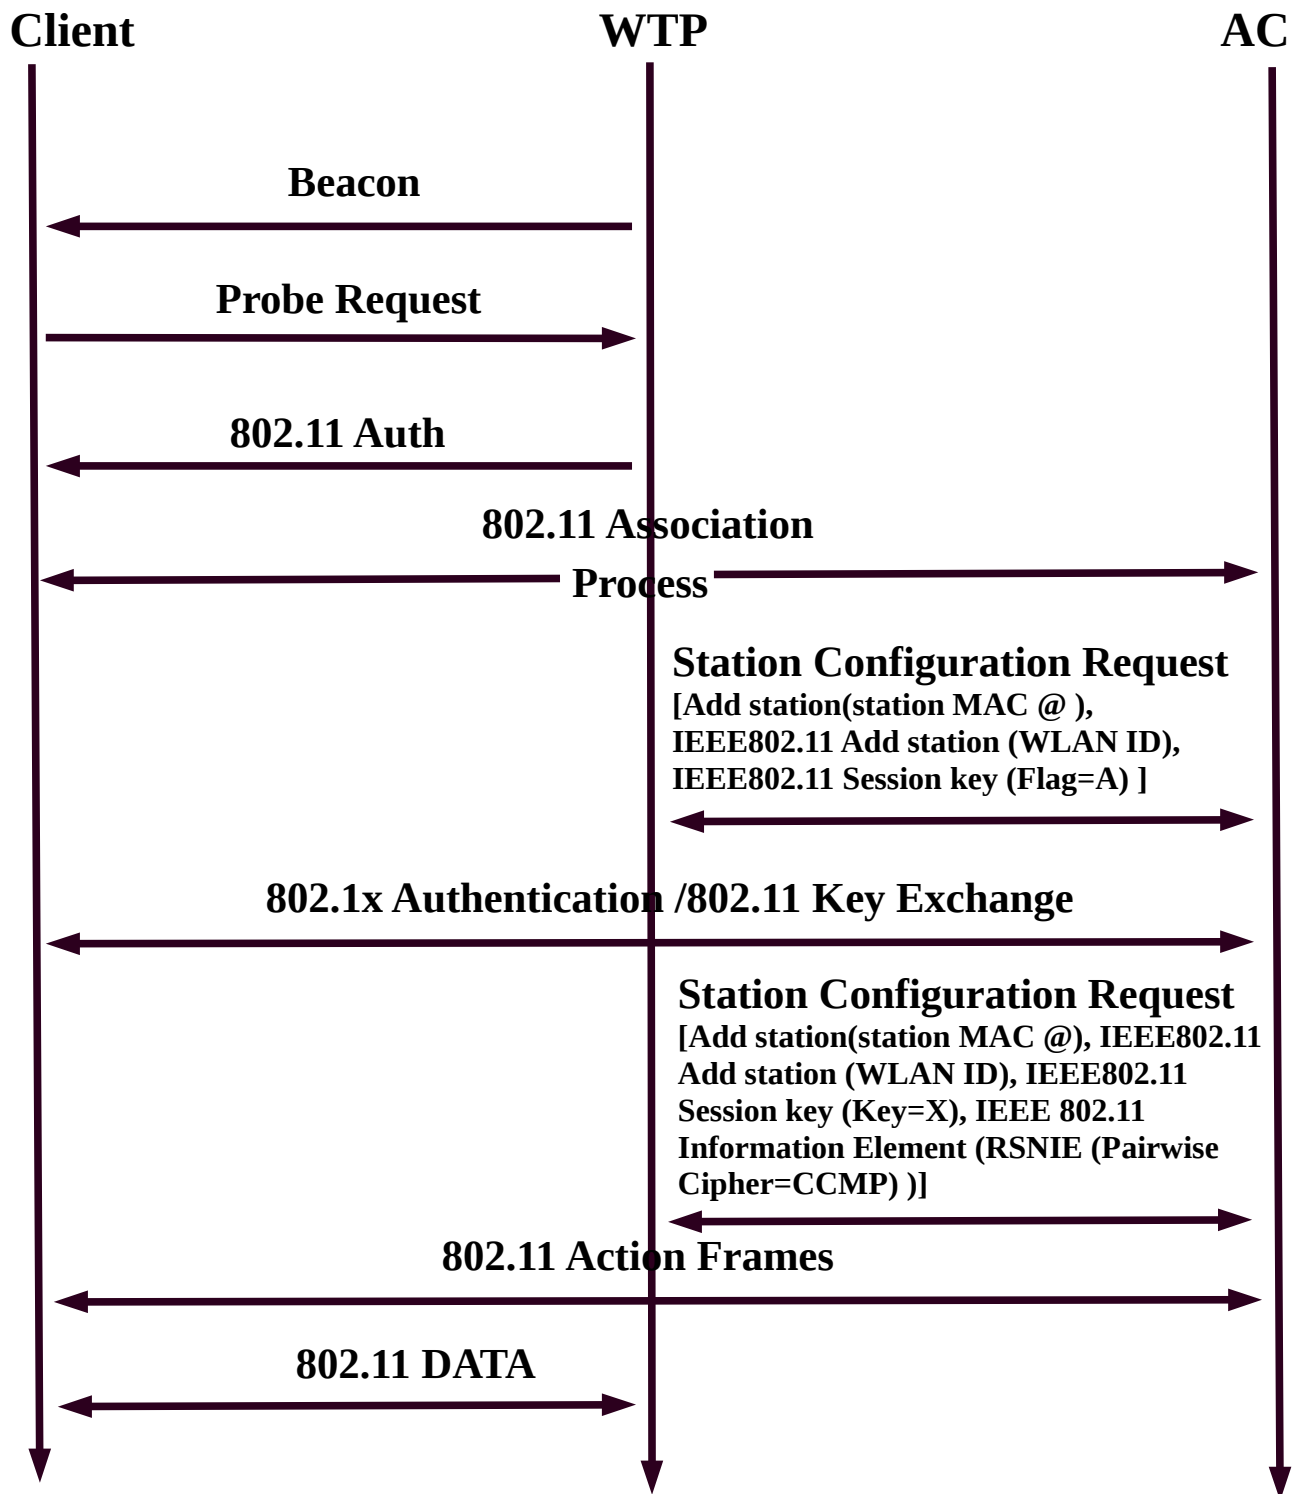 Client
WTP
AC
Beacon
Probe Request
802.11 Auth
802.11 Association
Process
Station Configuration Request
[Add station(station MAC @ ),
IEEE802.11 Add station (WLAN ID),
IEEE802.11 Session key (Flag=A) ]
802.1x Authentication /802.11 Key Exchange
Station Configuration Request
[Add station(station MAC @), IEEE802.11
Add station (WLAN ID), IEEE802.11
Session key (Key=X), IEEE 802.11
Information Element (RSNIE (Pairwise
Cipher=CCMP) )]
802.11 Action Frames
802.11 DATA